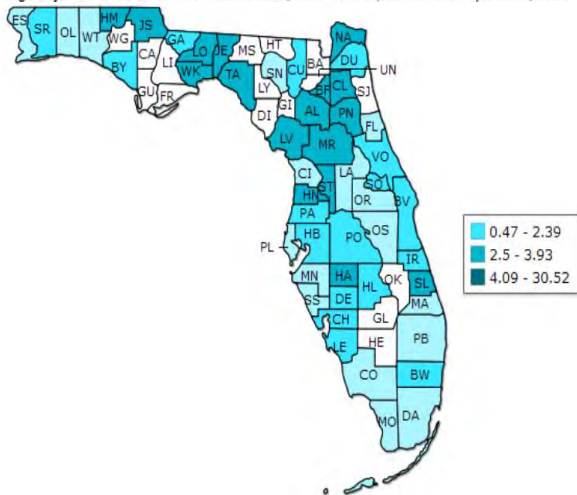 HM
NA
ES
SR
OL
WT
JS
GA
WG
CA
LI
BY
GU
FR
LO
WK
JE
TA
MS
HT
LY
SN
CU
BA
DU
UN
BF
CL
SJ
DI
GI
AL
PN
FL
LV
MR
VO
CI
LA
ST
SO
HN
OR
BV
PA
HB
PO
OS
PL
IR
MN
HA
HL
OK
SL
SS
DE
MA
CH
GL
LE
HE
PB
CO
BW
MO
DA
0.47 - 2.39
2.5 - 3.93
4.09 - 30.52